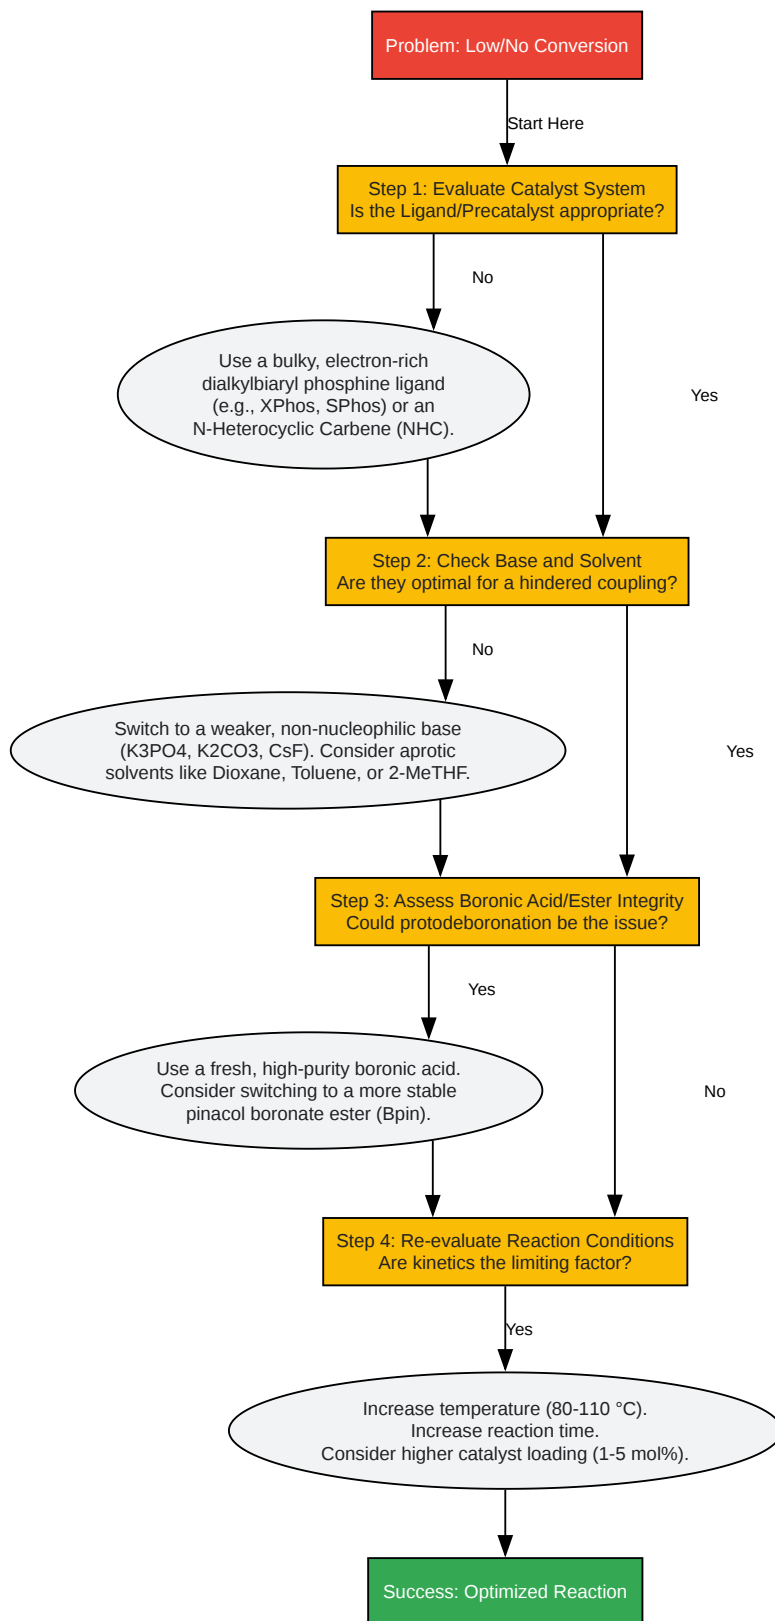 Problem: Low/No Conversion
Start Here
Step 1: Evaluate Catalyst System
Is the Ligand/Precatalyst appropriate?
No
Use a bulky, electron-rich
dialkylbiaryl phosphine ligand
(e.g., XPhos, SPhos) or an
N-Heterocyclic Carbene (NHC).
Yes
Step 2: Check Base and Solvent
Are they optimal for a hindered coupling?
No
Switch to a weaker, non-nucleophilic base
(K3PO4, K2CO3, CsF). Consider aprotic
solvents like Dioxane, Toluene, or 2-MeTHF.
Yes
Step 3: Assess Boronic Acid/Ester Integrity
Could protodeboronation be the issue?
Yes
Use a fresh, high-purity boronic acid.
Consider switching to a more stable
pinacol boronate ester (Bpin).
No
Step 4: Re-evaluate Reaction Conditions
Are kinetics the limiting factor?
Yes
Increase temperature (80-110 °C).
Increase reaction time.
Consider higher catalyst loading (1-5 mol%).
Success: Optimized Reaction